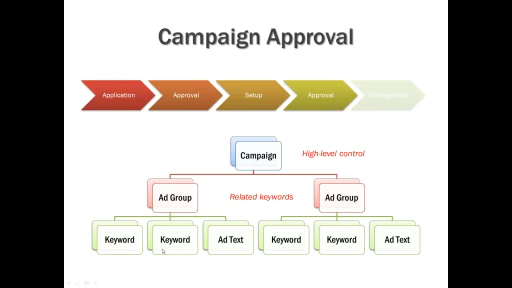 Campaign Approval
Application Approval Setup Approval Management
Campaign High-level control
Ad Group Related keywords Ad Group
Keyword Keyword Ad Text Keyword Keyword Ad Text